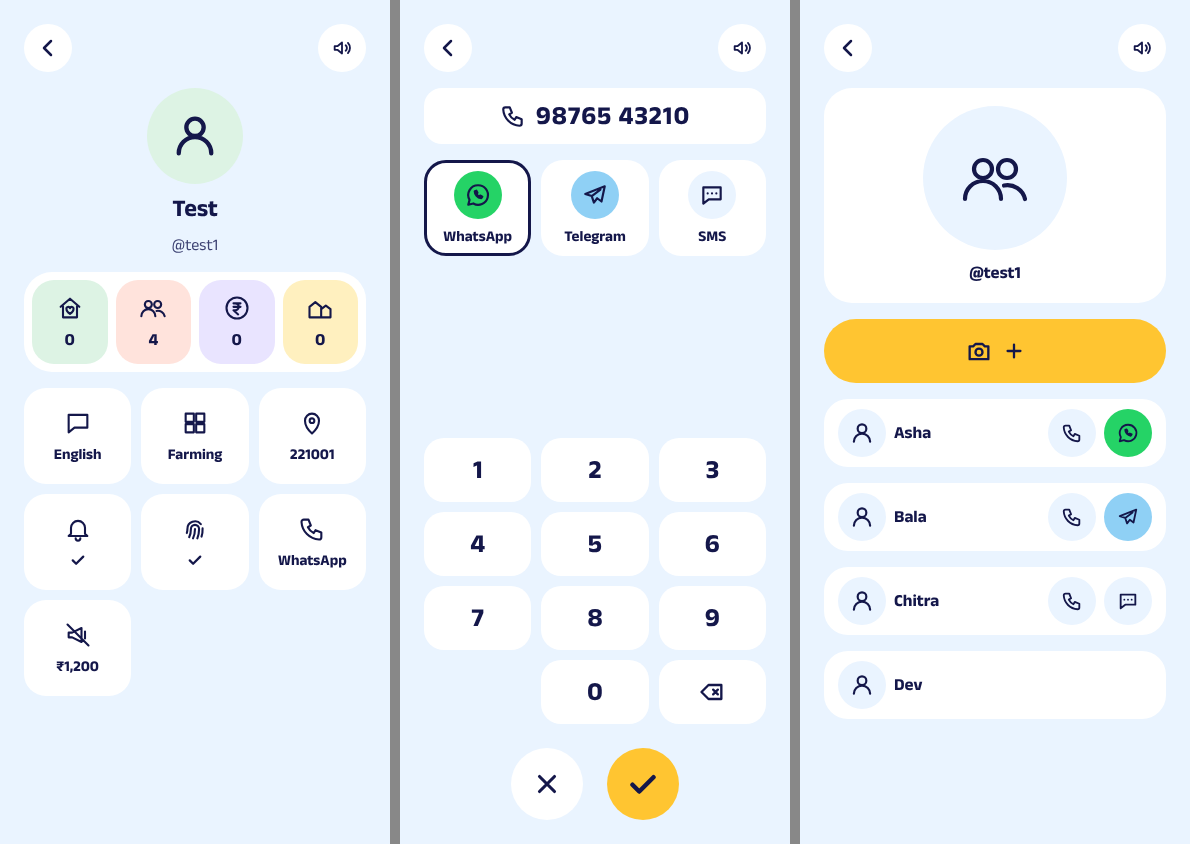 Test
@test1
0 4 0 0
English Farming 221001
WhatsApp
₹1,200
98765 43210
WhatsApp Telegram SMS
1 2 3
4 5 6
7 8 9
0
@test1
Asha
Bala
Chitra
Dev